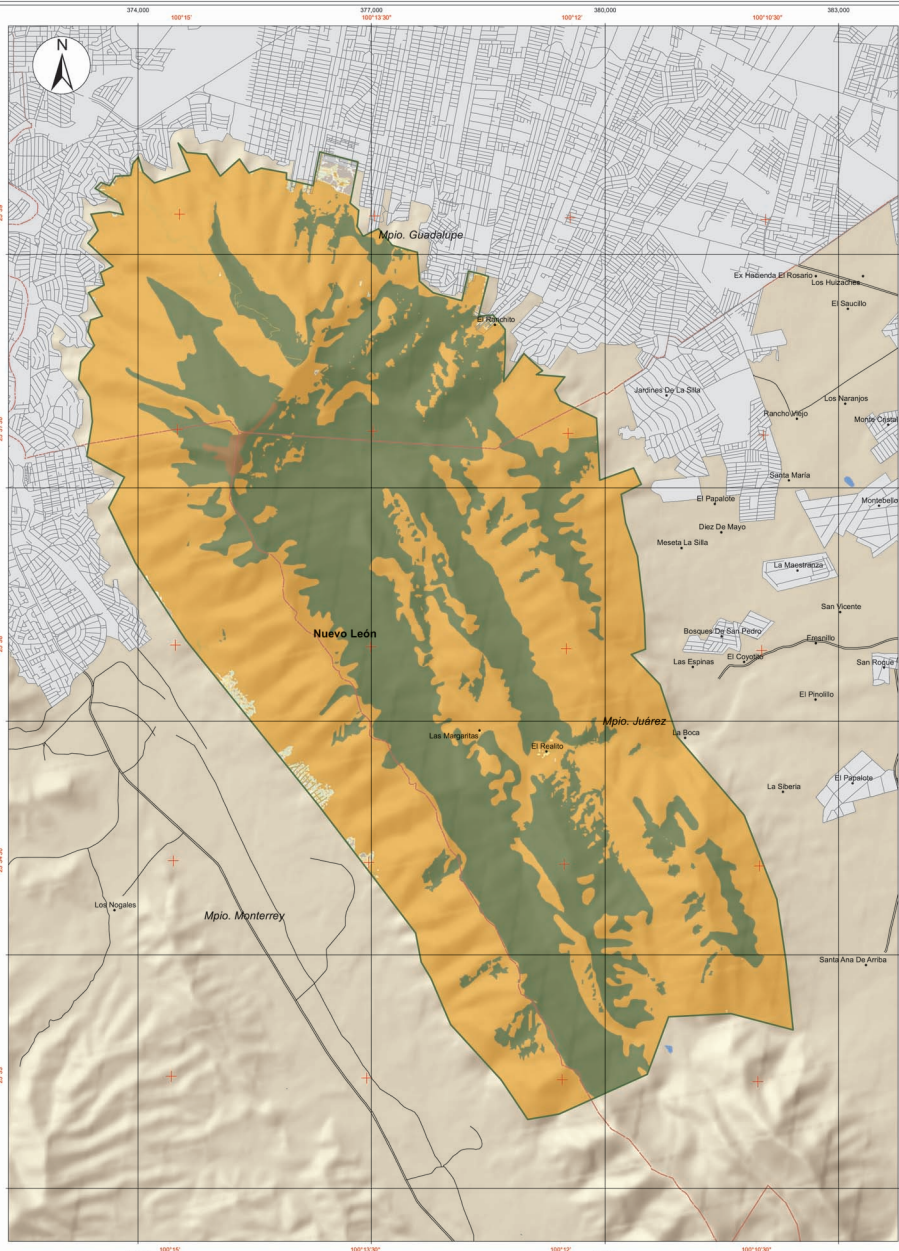 374,000 377,000 380,000 383,000
100°15' 100°13'30" 100°12' 100°10'30"
N
Mpio. Guadalupe
Ex Hacienda El Rosario
Los Huizaches
El Saucillo
El Ranchito
Jardines De La Silla
Los Naranjos
Rancho Viejo
Santa María
El Papalote
Montebello
Diez De Mayo
Meseta La Silla
La Maestranza
San Vicente
Nuevo León
Bosques De San Pedro
Fresnillo
El Coyotito
Las Espinas
San Roque
El Pinolillo
Mpio. Juárez
Las Margaritas
La Boca
El Realito
El Papalote
La Siberia
Los Nogales
Mpio. Monterrey
Santa Ana De Arriba
100°15' 100°13'30" 100°12' 100°10'30"